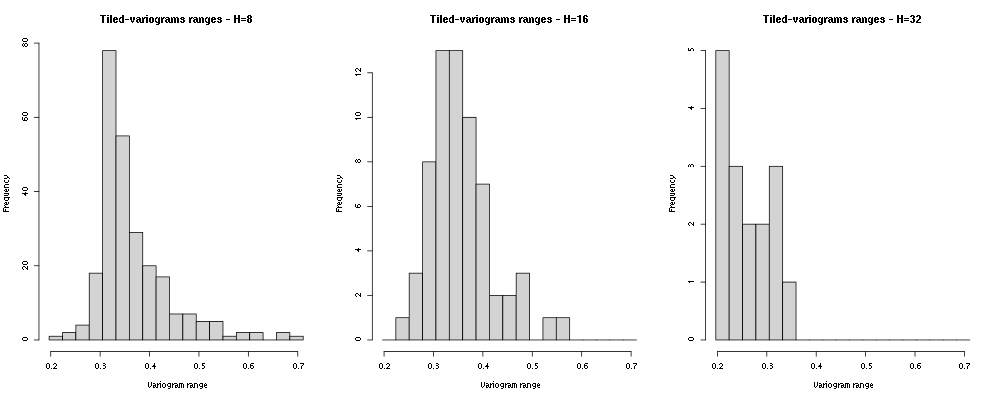 Tiled-variograms ranges - H=8
80
60
40
20
0
Frequency
0.2 0.3 0.4 0.5 0.6 0.7
Variogram range
Tiled-variograms ranges - H=16
12
10
8
6
4
2
0
Frequency
0.2 0.3 0.4 0.5 0.6 0.7
Variogram range
Tiled-variograms ranges - H=32
5
4
3
2
1
0
Frequency
0.2 0.3 0.4 0.5 0.6 0.7
Variogram range